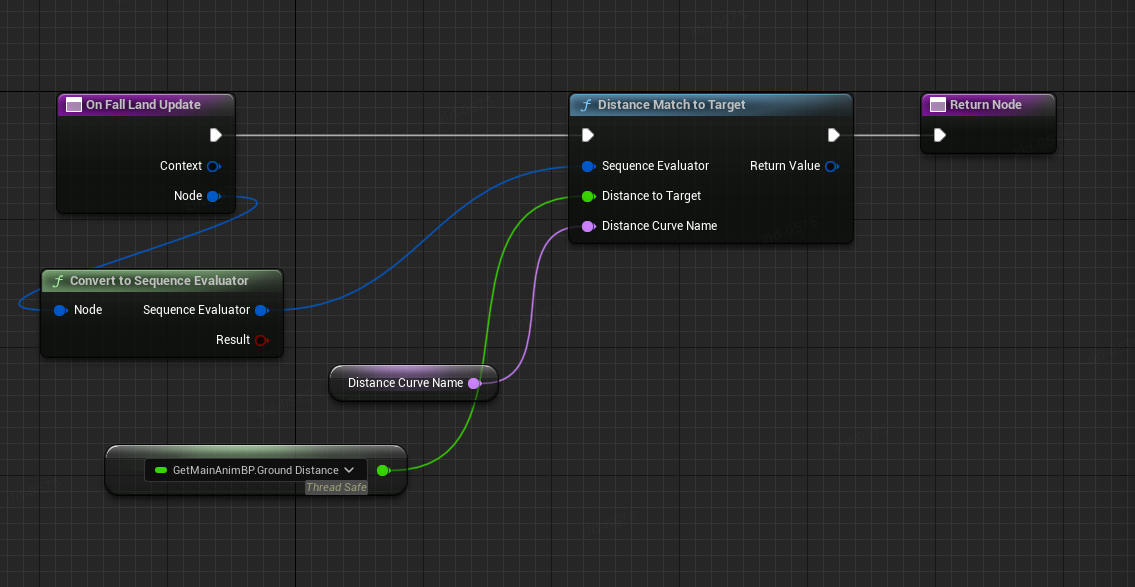 On Fall Land Update
Context
Node
Distance Match to Target
Sequence Evaluator
Return Value
Distance to Target
Distance Curve Name
Return Node
Convert to Sequence Evaluator
Node
Sequence Evaluator
Result
Distance Curve Name
GetMainAnimBP.Ground Distance
Thread Safe